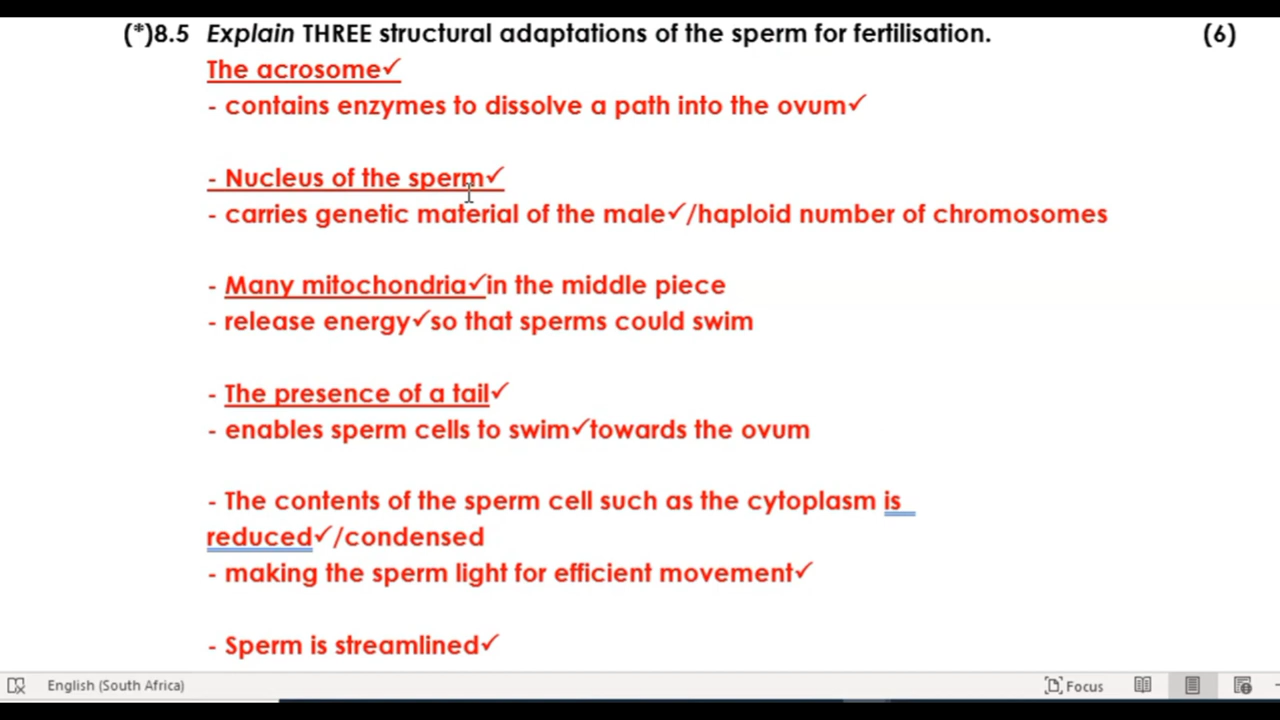 (*)8.5 Explain THREE structural adaptations of the sperm for fertilisation. (6)
The acrosome✓
- contains enzymes to dissolve a path into the ovum✓
- Nucleus of the sperm✓
- carries genetic material of the male✓/haploid number of chromosomes
- Many mitochondria✓in the middle piece
- release energy✓so that sperms could swim
- The presence of a tail✓
- enables sperm cells to swim✓towards the ovum
- The contents of the sperm cell such as the cytoplasm is
reduced✓/condensed
- making the sperm light for efficient movement✓
- Sperm is streamlined✓
English (South Africa) Focus